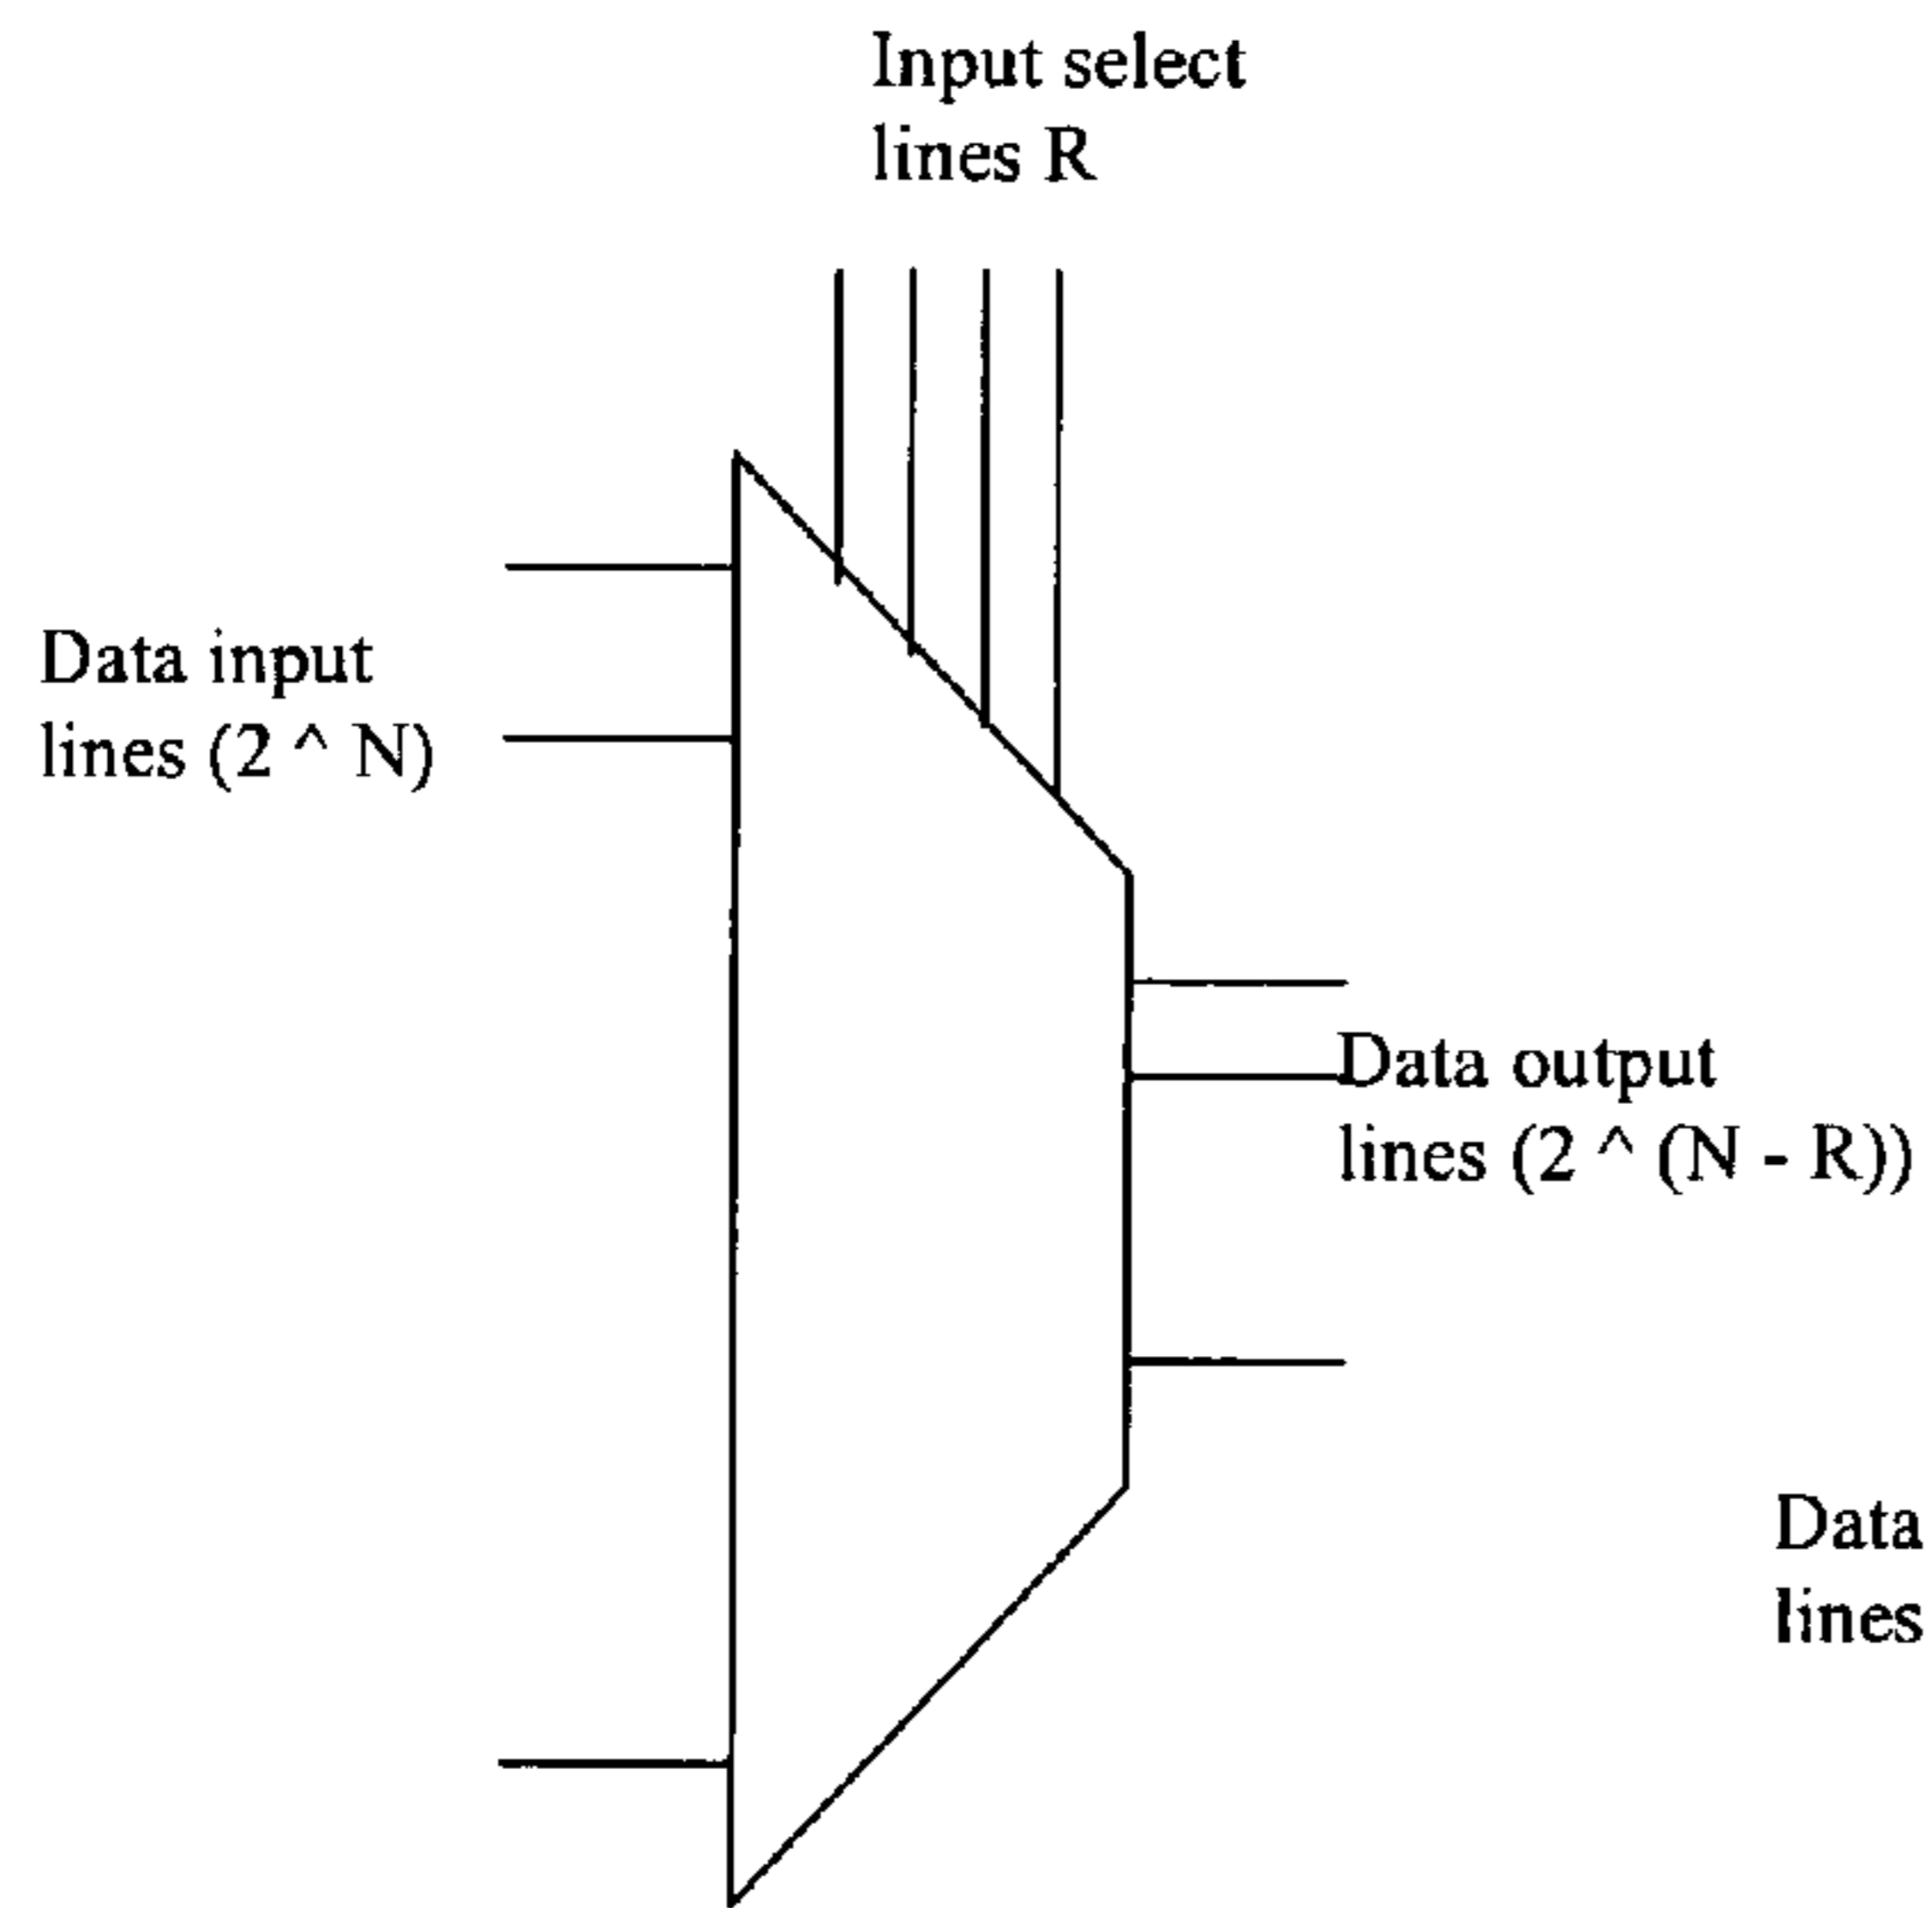 Input select
lines R
Data input
lines (2 ^ N)
Data output
lines (2 ^ (N - R))
Data
lines